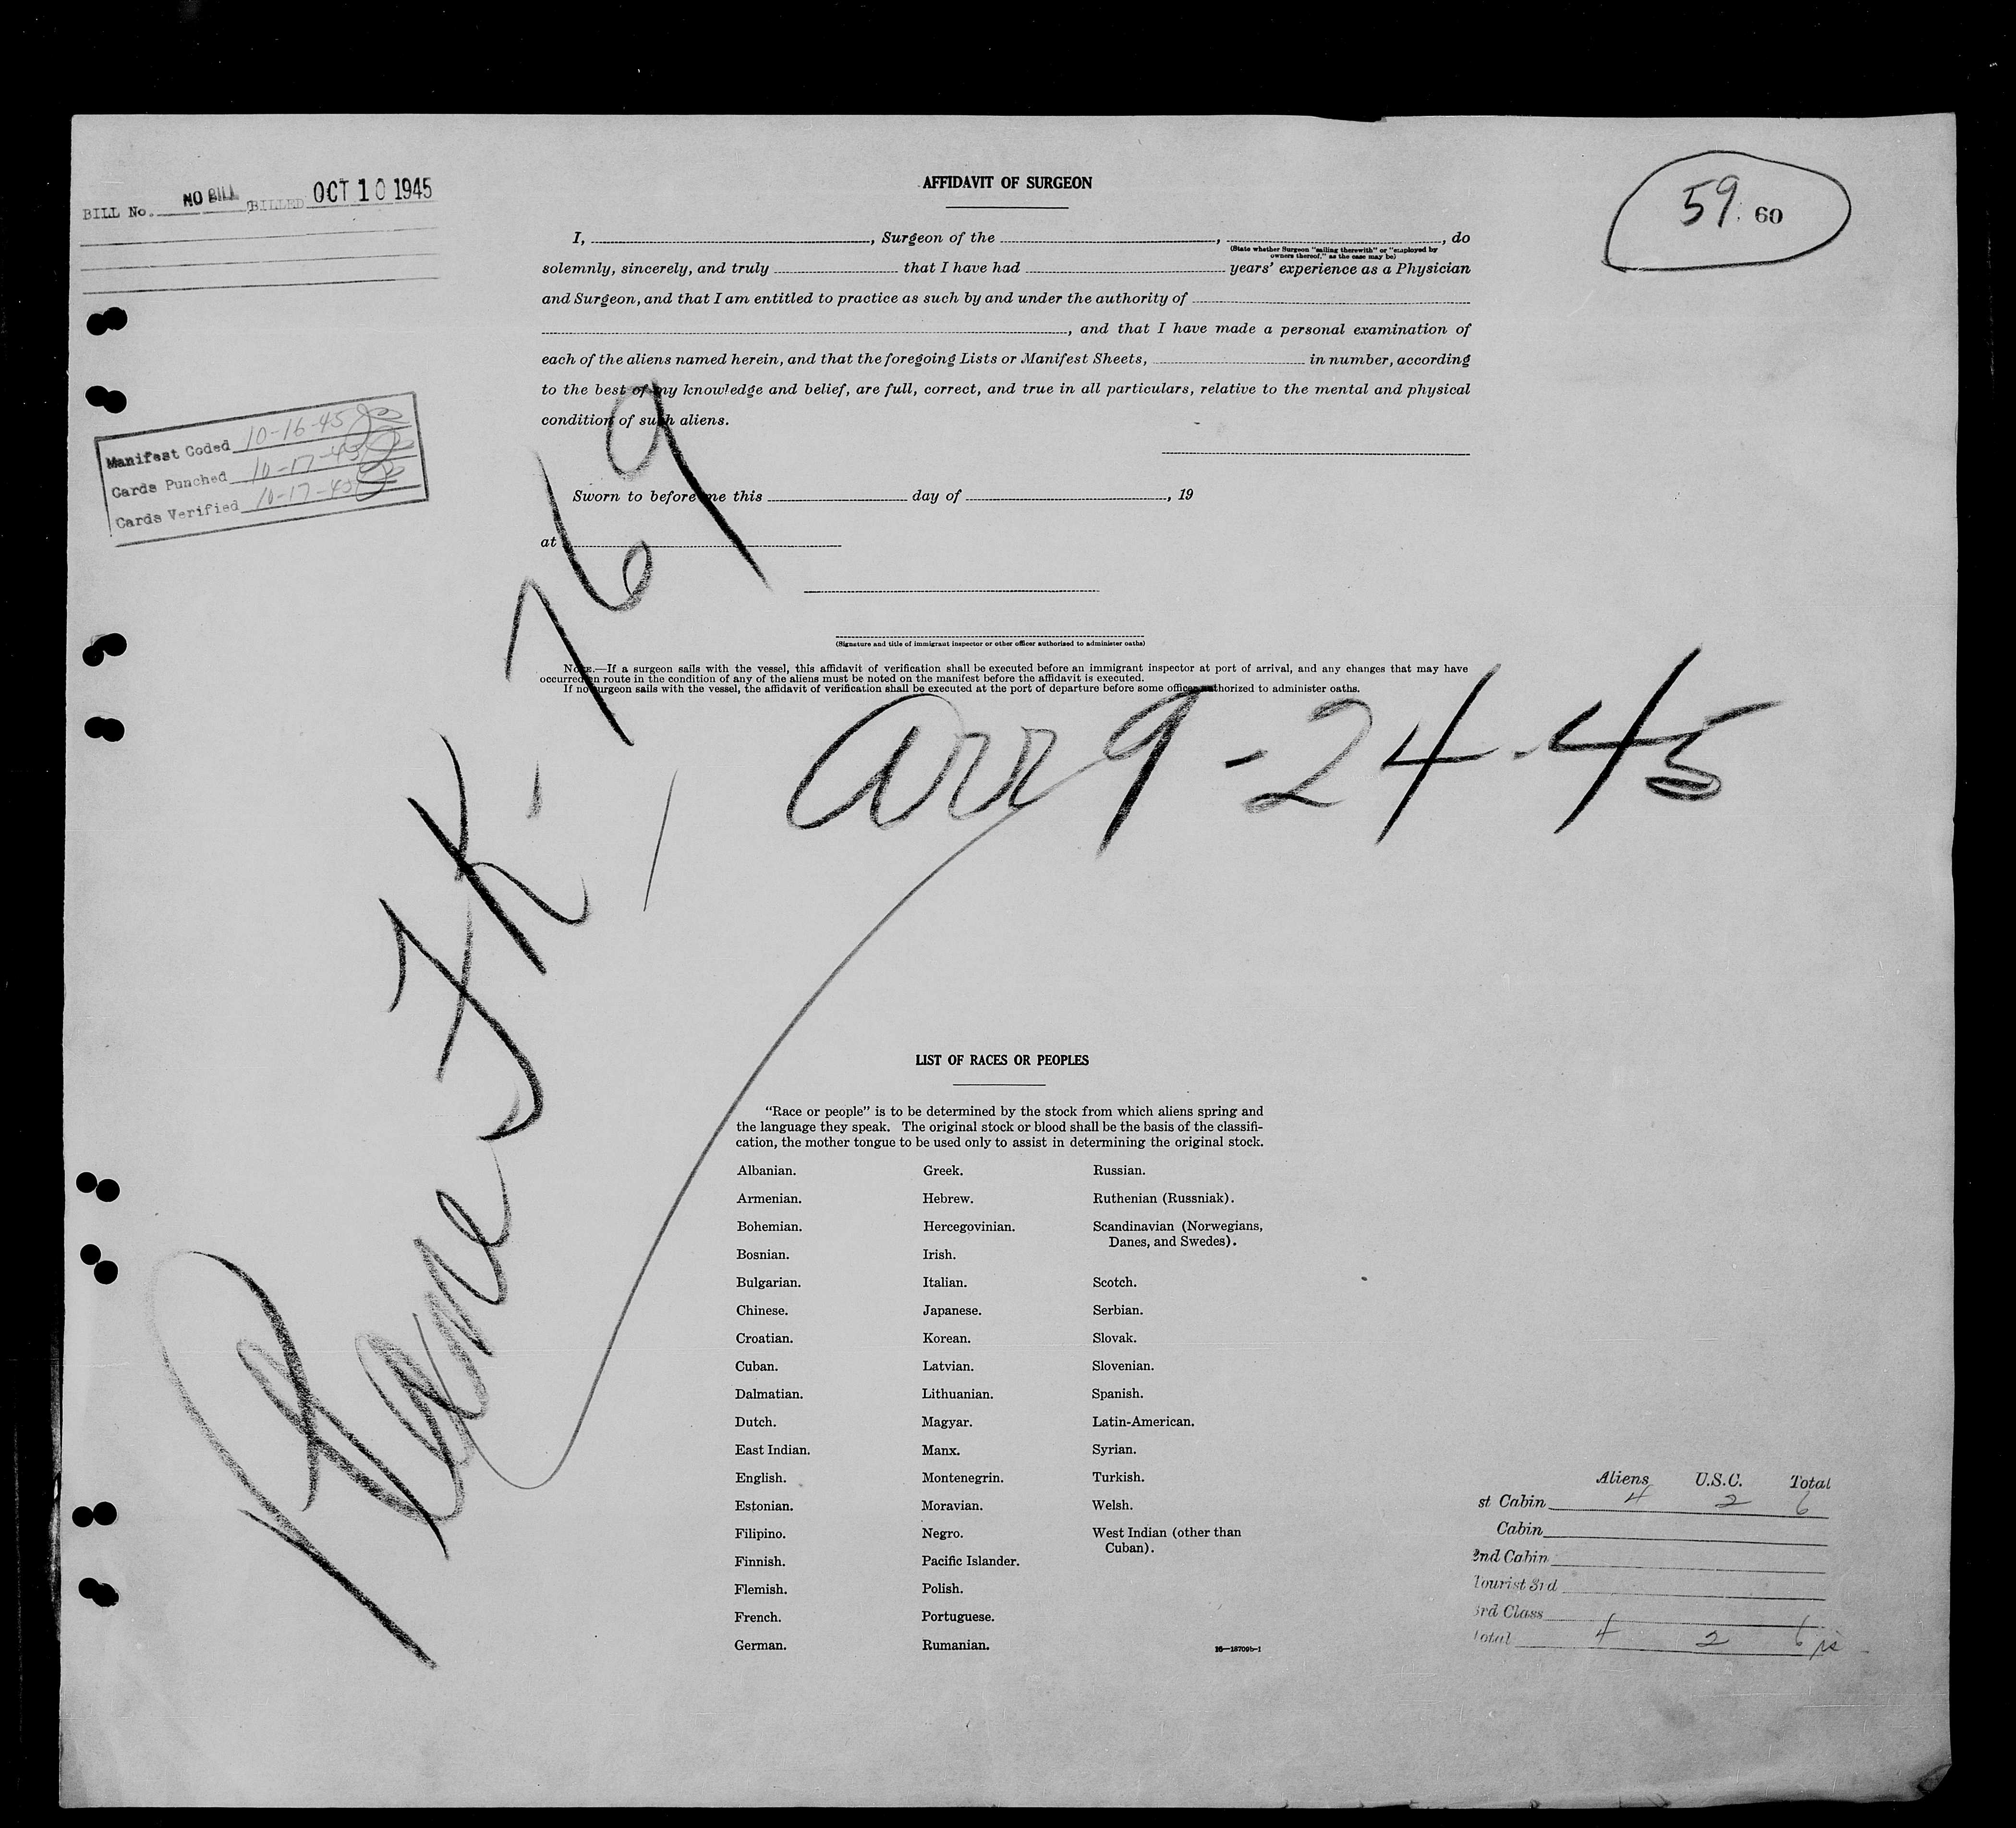 BILL No. NO BILL BILLED OCT 10 1945
59. 60
AFFIDAVIT OF SURGEON
I, , Surgeon of the , , do
(State whether Surgeon "sailing therewith" or "employed by
owners thereof," as the case may be)
solemnly, sincerely, and truly that I have had years' experience as a Physician
and Surgeon, and that I am entitled to practice as such by and under the authority of
, and that I have made a personal examination of
each of the aliens named herein, and that the foregoing Lists or Manifest Sheets, in number, according
to the best of my knowledge and belief, are full, correct, and true in all particulars, relative to the mental and physical
condition of such aliens.
Manifest Coded 10-16-45
Cards Punched 10-17-45
Cards Verified 10-17-45
Sworn to before me this day of , 19
at
(Signature and title of immigrant inspector or other officer authorized to administer oaths)
NOTE.—If a surgeon sails with the vessel, this affidavit of verification shall be executed before an immigrant inspector at port of arrival, and any changes that may have
occurred en route in the condition of any of the aliens must be noted on the manifest before the affidavit is executed.
If no surgeon sails with the vessel, the affidavit of verification shall be executed at the port of departure before some officer authorized to administer oaths.
Plane JK-769
arr 9-24-45
LIST OF RACES OR PEOPLES
"Race or people" is to be determined by the stock from which aliens spring and
the language they speak. The original stock or blood shall be the basis of the classifi-
cation, the mother tongue to be used only to assist in determining the original stock.
Albanian. Greek. Russian.
Armenian. Hebrew. Ruthenian (Russniak).
Bohemian. Hercegovinian. Scandinavian (Norwegians,
Danes, and Swedes).
Bosnian. Irish.
Bulgarian. Italian. Scotch.
Chinese. Japanese. Serbian.
Croatian. Korean. Slovak.
Cuban. Latvian. Slovenian.
Dalmatian. Lithuanian. Spanish.
Dutch. Magyar. Latin-American.
East Indian. Manx. Syrian.
English. Montenegrin. Turkish.
Estonian. Moravian. Welsh.
Filipino. Negro. West Indian (other than
Cuban).
Finnish. Pacific Islander.
Flemish. Polish.
French. Portuguese.
German. Rumanian.
16—18709b-1
Aliens U.S.C. Total
st Cabin 4 2 6
Cabin
2nd Cabin
Tourist 3rd
3rd Class
Total 4 2 6